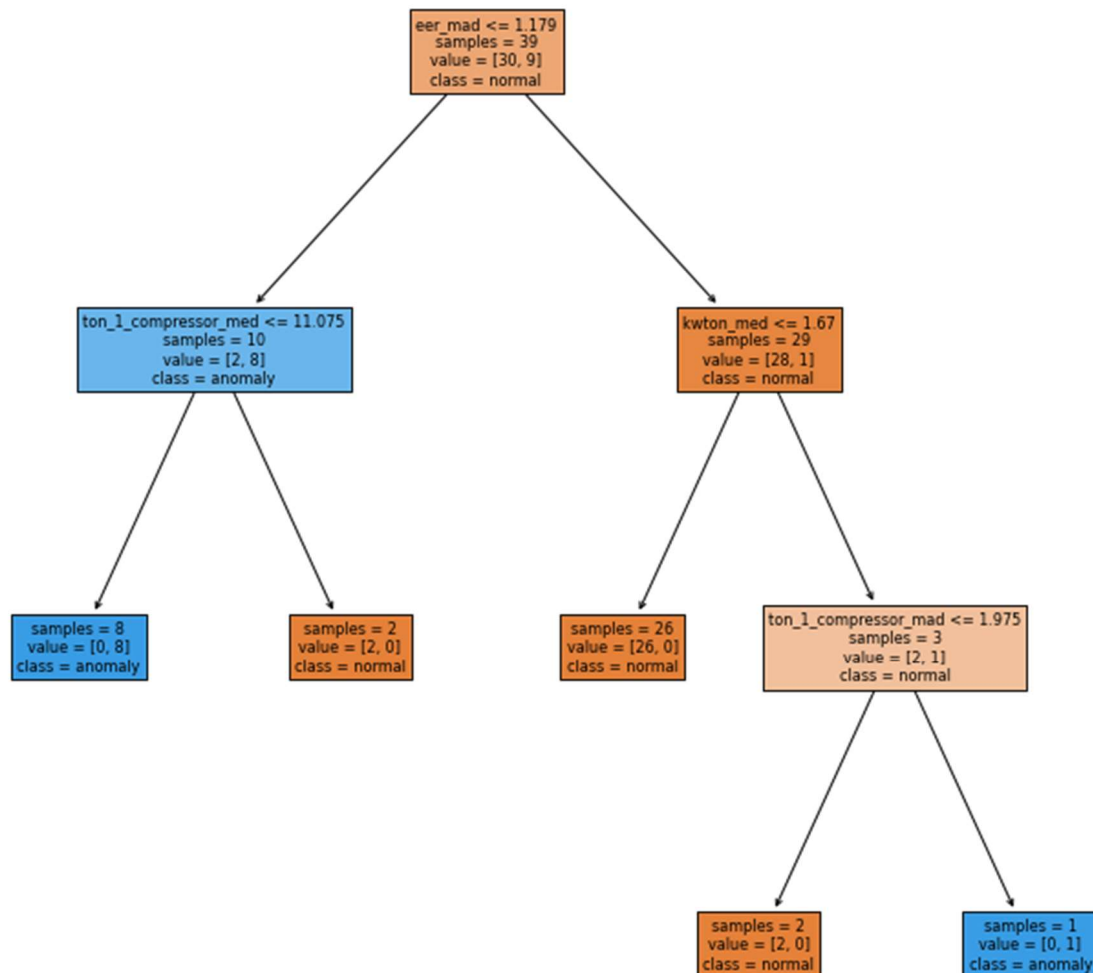 eer_mad <= 1.179
samples = 39
value = [30, 9]
class = normal
ton_1_compressor_med <= 11.075
samples = 10
value = [2, 8]
class = anomaly
kwton_med <= 1.67
samples = 29
value = [28, 1]
class = normal
samples = 8
value = [0, 8]
class = anomaly
samples = 2
value = [2, 0]
class = normal
samples = 26
value = [26, 0]
class = normal
ton_1_compressor_mad <= 1.975
samples = 3
value = [2, 1]
class = normal
samples = 2
value = [2, 0]
class = normal
samples = 1
value = [0, 1]
class = anomaly